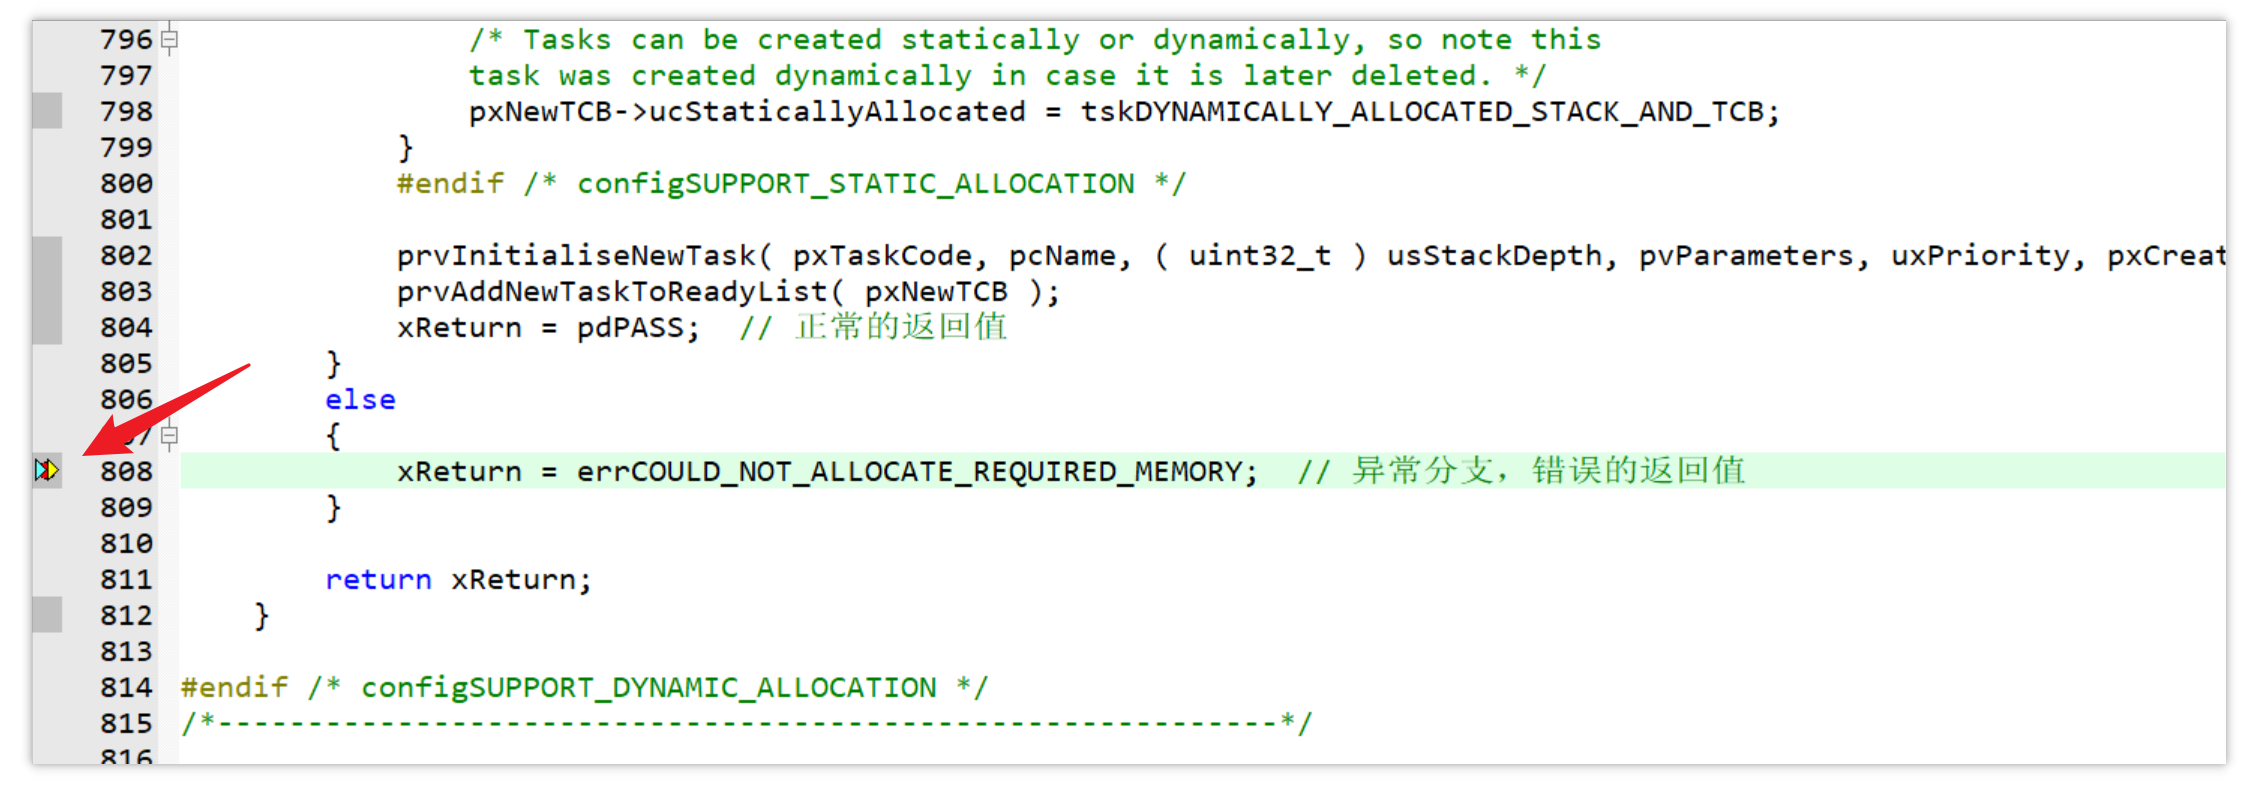 796 /* Tasks can be created statically or dynamically, so note this
797 task was created dynamically in case it is later deleted. */
798 pxNewTCB->ucStaticallyAllocated = tskDYNAMICALLY_ALLOCATED_STACK_AND_TCB;
799 }
800 #endif /* configSUPPORT_STATIC_ALLOCATION */
801
802 prvInitialiseNewTask( pxTaskCode, pcName, ( uint32_t ) usStackDepth, pvParameters, uxPriority, pxCreat
803 prvAddNewTaskToReadyList( pxNewTCB );
804 xReturn = pdPASS;  // 正常的返回值
805 }
806 else
7 {
808 xReturn = errCOULD_NOT_ALLOCATE_REQUIRED_MEMORY;  // 异常分支，错误的返回值
809 }
810
811 return xReturn;
812 }
813
814 #endif /* configSUPPORT_DYNAMIC_ALLOCATION */
815 /*-----------------------------------------------------------*/
816